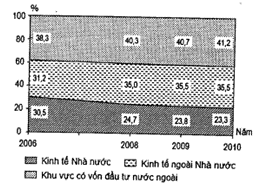 %
100
80
60
40
20
0
38,3 40,3 40,7 41,2
31,2 35,0 35,5 35,5
30,5 24,7 23,8 23,3
2006 2008 2009 2010 Năm
Kinh tế Nhà nước Kinh tế ngoài Nhà nước
Khu vực có vốn đầu tư nước ngoài